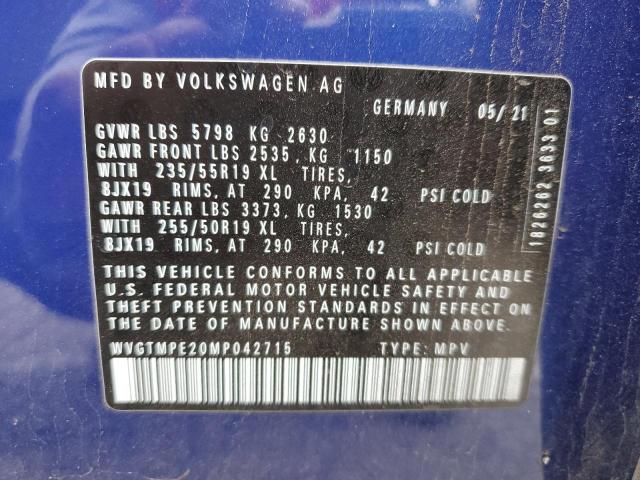 MFD BY VOLKSWAGEN AG
GERMANY 05/21
GVWR LBS 5798 KG 2630
GAWR FRONT LBS 2535, KG 1150
WITH 235/55R19 XL TIRES,
8JX19 RIMS, AT 290 KPA, 42 PSI COLD
GAWR REAR LBS 3373, KG 1530
WITH 255/50R19 XL TIRES,
8JX19 RIMS, AT 290 KPA, 42 PSI COLD
THIS VEHICLE CONFORMS TO ALL APPLICABLE
U.S. FEDERAL MOTOR VEHICLE SAFETY AND
THEFT PREVENTION STANDARDS IN EFFECT ON
THE DATE OF MANUFACTURE SHOWN ABOVE.
WVGTMPE20MP042715 TYPE: MPV
1826262 3633 01